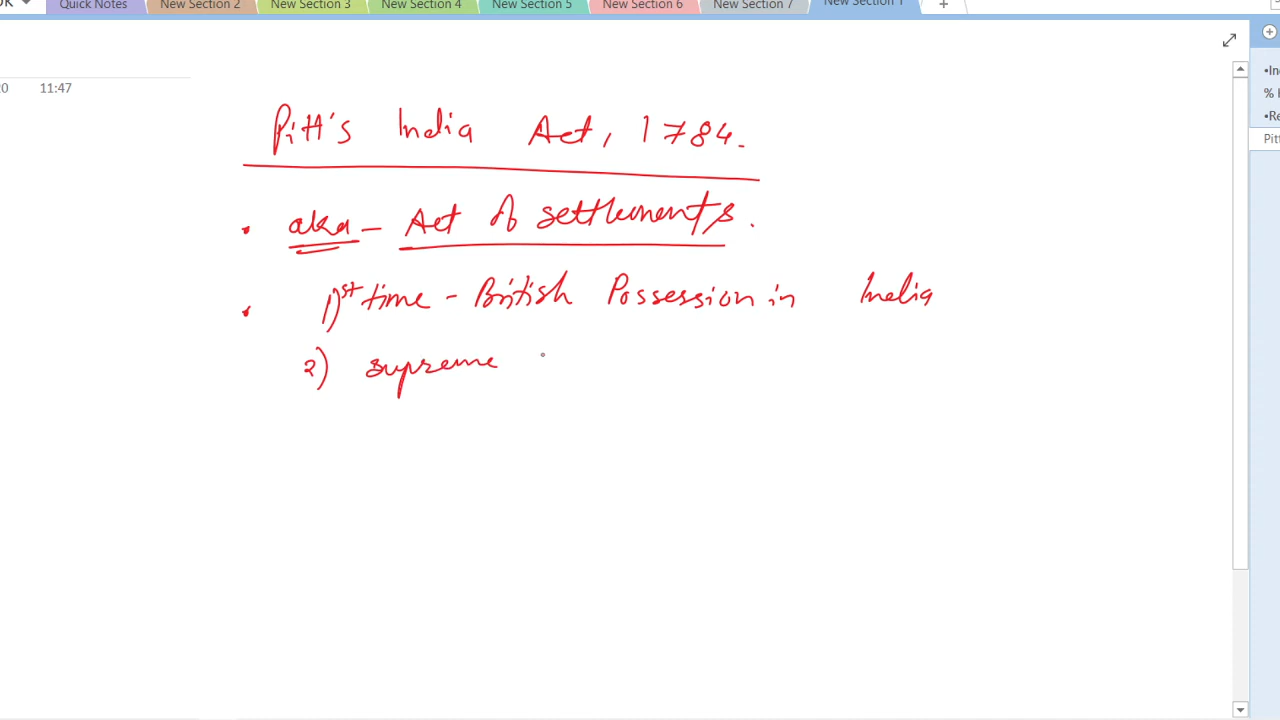 Quick Notes New Section 2 New Section 3 New Section 4 New Section 5 New Section 6 New Section 7 New Section 1 +
20 11:47
Pitt's India Act, 1784.
• aka - Act of settlements.
• 1) 1st time - British Possession in India
2) supreme